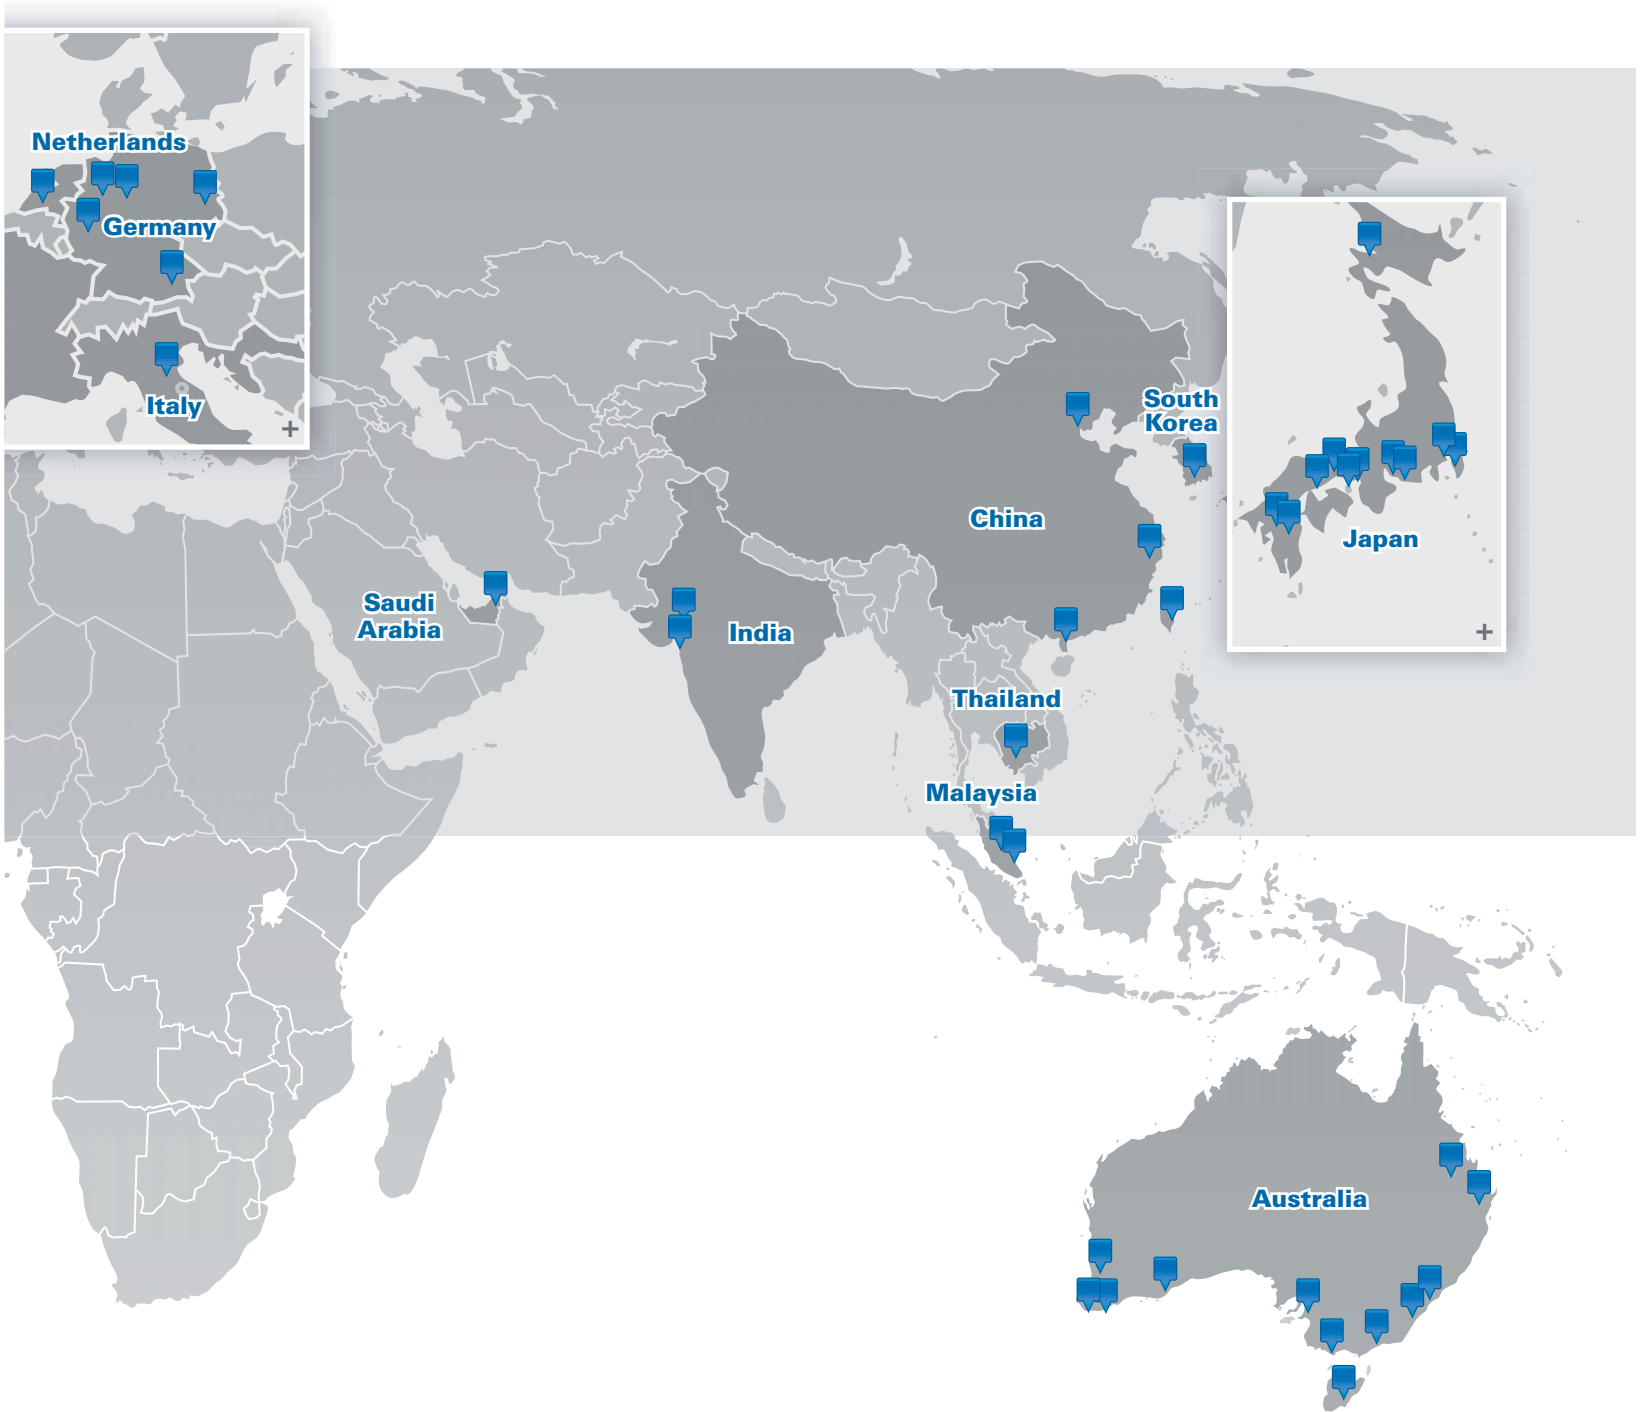 Netherlands
Germany
Italy
+
South
Korea
China
Japan
+
Saudi
Arabia
India
Thailand
Malaysia
Australia